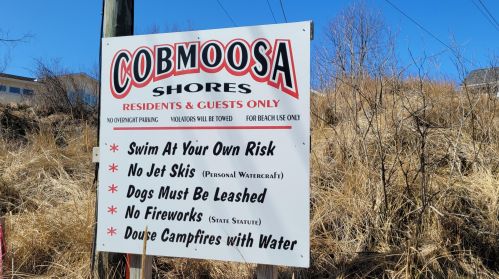 COBMOOSA
SHORES
RESIDENTS & GUESTS ONLY
NO OVERNIGHT PARKING VIOLATORS WILL BE TOWED FOR BEACH USE ONLY
* Swim At Your Own Risk
* No Jet Skis (Personal Watercraft)
* Dogs Must Be Leashed
* No Fireworks (State Statute)
* Douse Campfires with Water